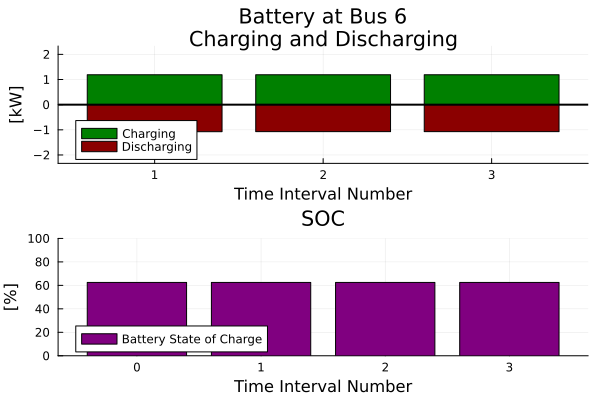 Battery at Bus 6
Charging and Discharging
[kW]
2
1
0
−1
−2
Charging
Discharging
1 2 3
Time Interval Number
SOC
[%]
100
80
60
40
20
0
Battery State of Charge
0 1 2 3
Time Interval Number